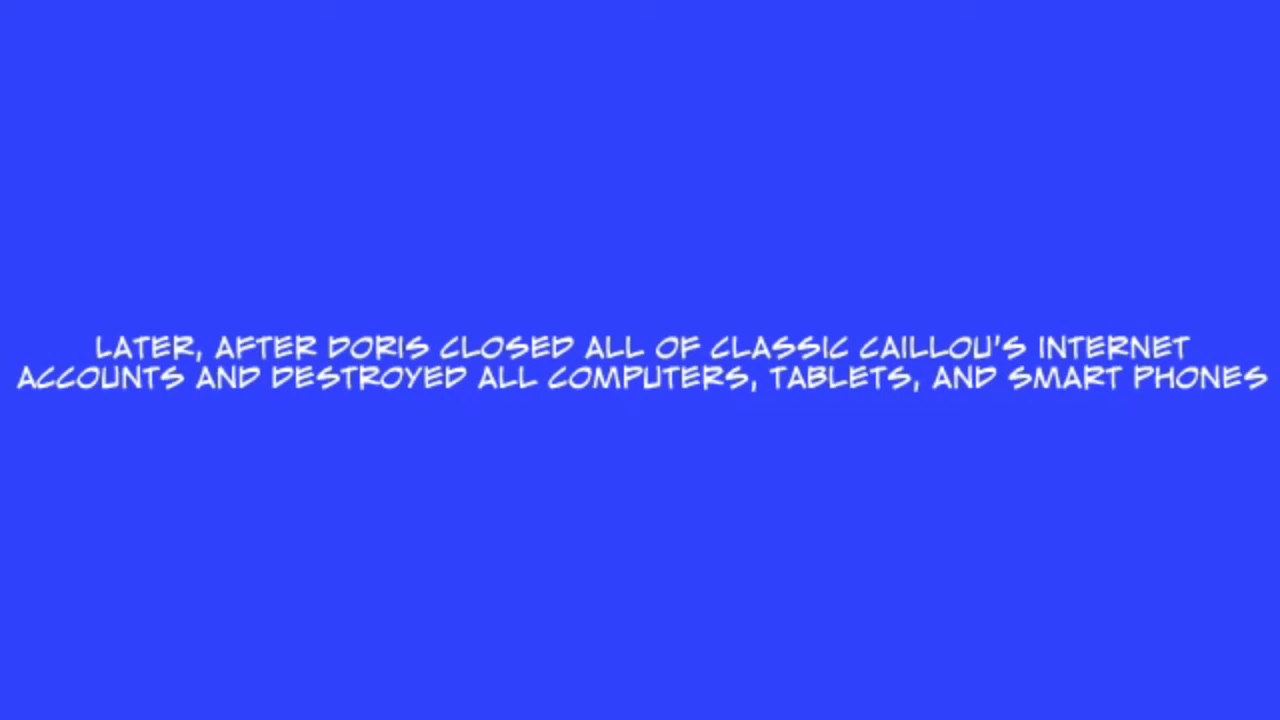 LATER, AFTER DORIS CLOSED ALL OF CLASSIC CAILLOU'S INTERNET
ACCOUNTS AND DESTROYED ALL COMPUTERS, TABLETS, AND SMART PHONES